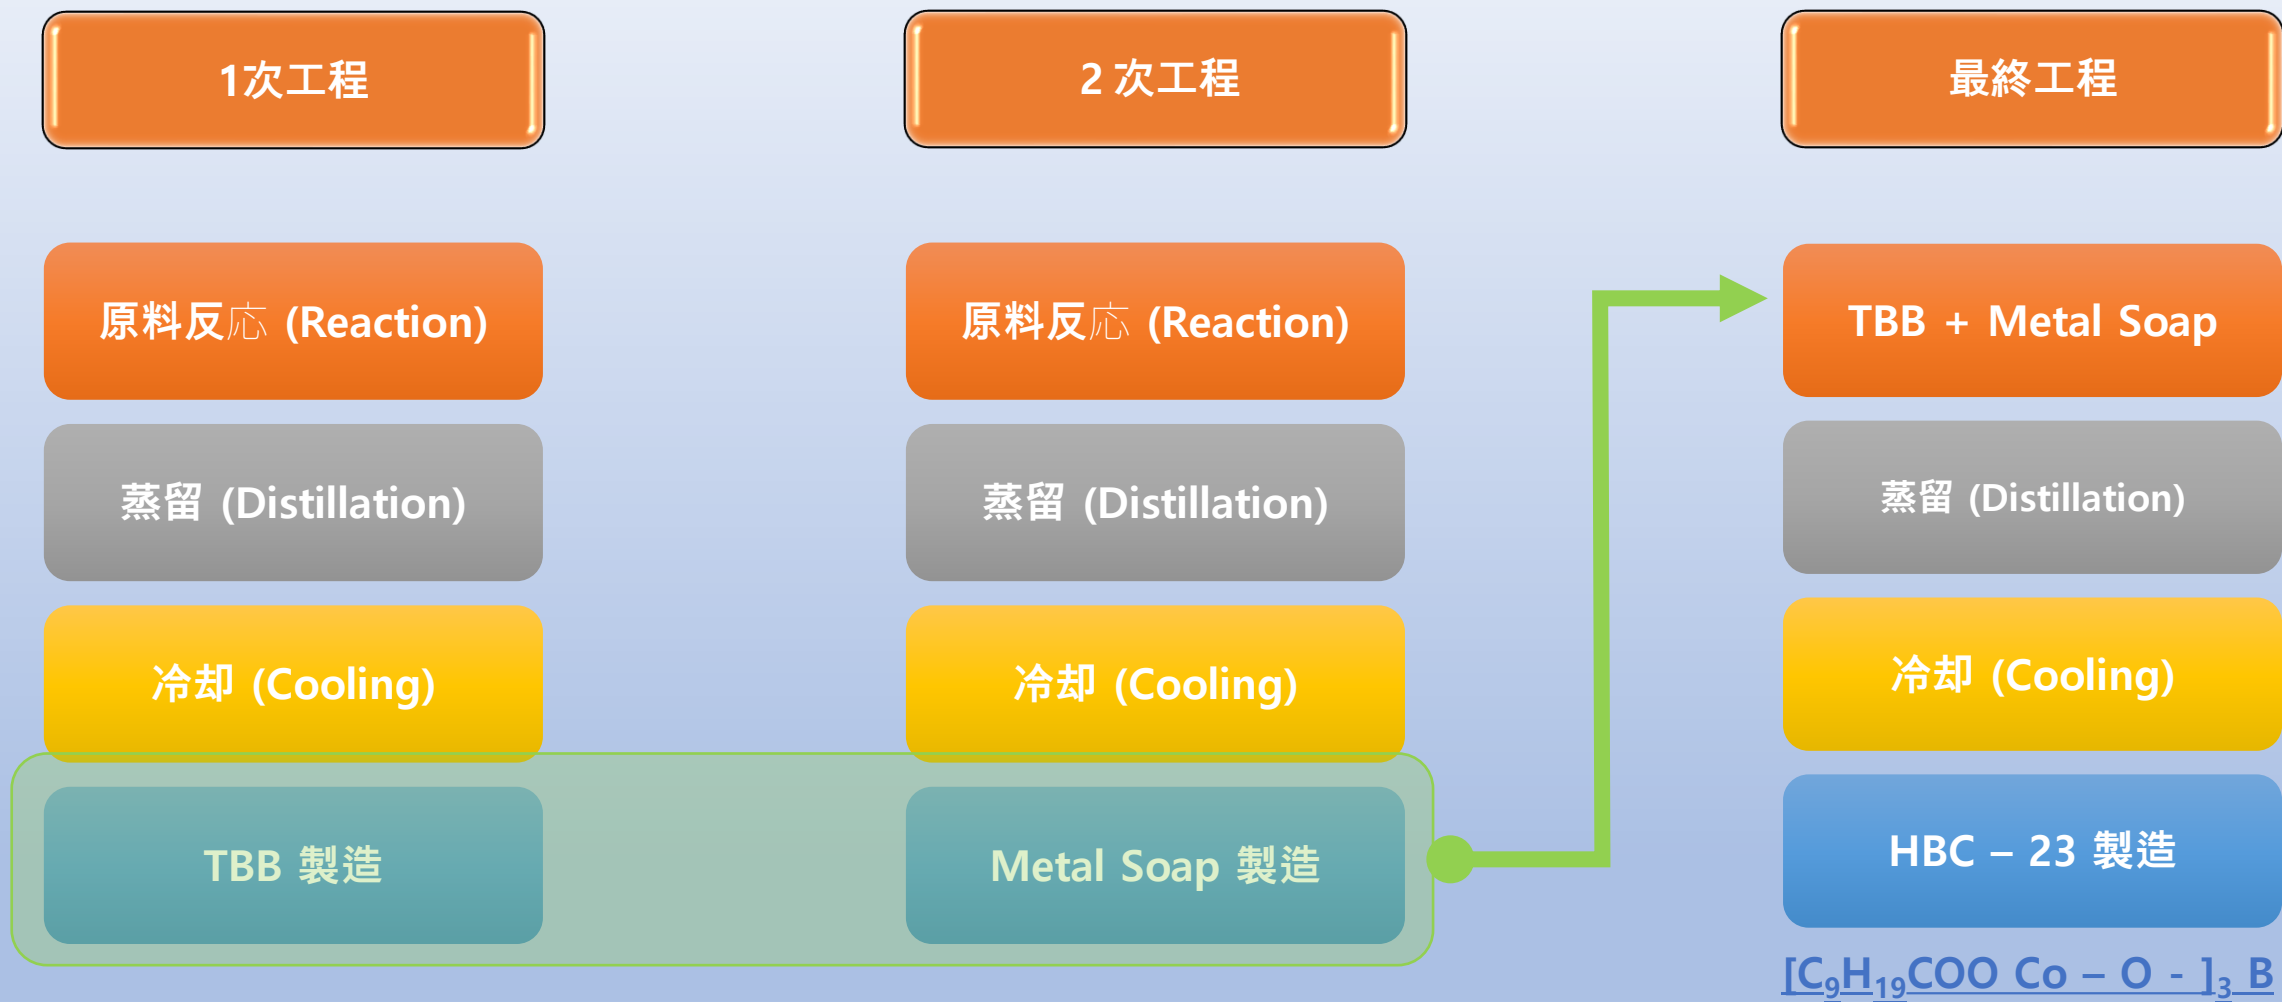 1次工程
原料反応 (Reaction)
蒸留 (Distillation)
冷却 (Cooling)
TBB 製造
2 次工程
原料反応 (Reaction)
蒸留 (Distillation)
冷却 (Cooling)
Metal Soap 製造
最終工程
TBB + Metal Soap
蒸留 (Distillation)
冷却 (Cooling)
HBC – 23 製造
[C₉H₁₉COO Co – O - ]₃ B